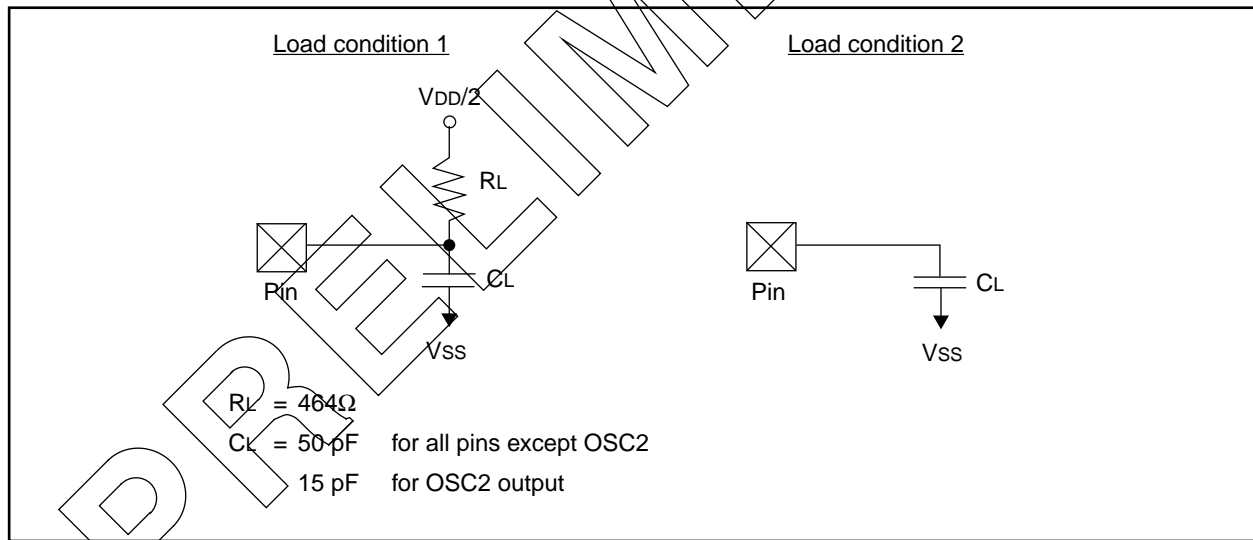 Load condition 1
Load condition 2
VDD/2
RL
Pin
CL
VSS
Pin
CL
VSS
RL = 464Ω
CL = 50 pF for all pins except OSC2
15 pF for OSC2 output
PRELIM